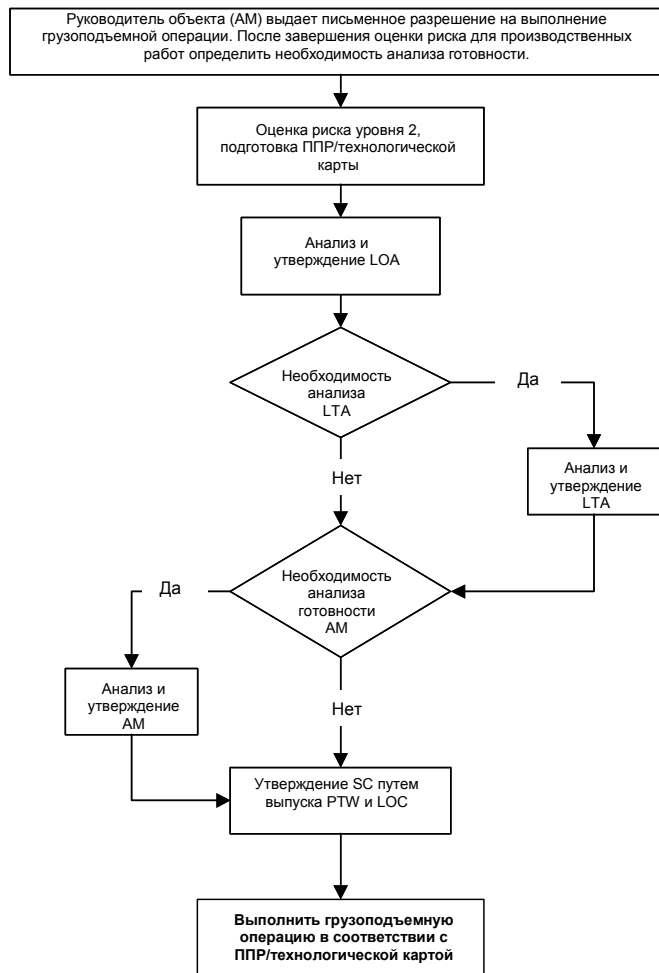 Руководитель объекта (АМ) выдает письменное разрешение на выполнение
грузоподъемной операции. После завершения оценки риска для производственных
работ определить необходимость анализа готовности.
Оценка риска уровня 2,
подготовка ППР/технологической
карты
Анализ и
утверждение LOA
Необходимость
анализа
LTA
Да
Нет
Анализ и
утверждение
LTA
Необходимость
анализа
готовности
АМ
Да
Нет
Анализ и
утверждение
АМ
Утверждение SC путем
выпуска PTW и LOC
Выполнить грузоподъемную
операцию в соответствии с
ППР/технологической картой